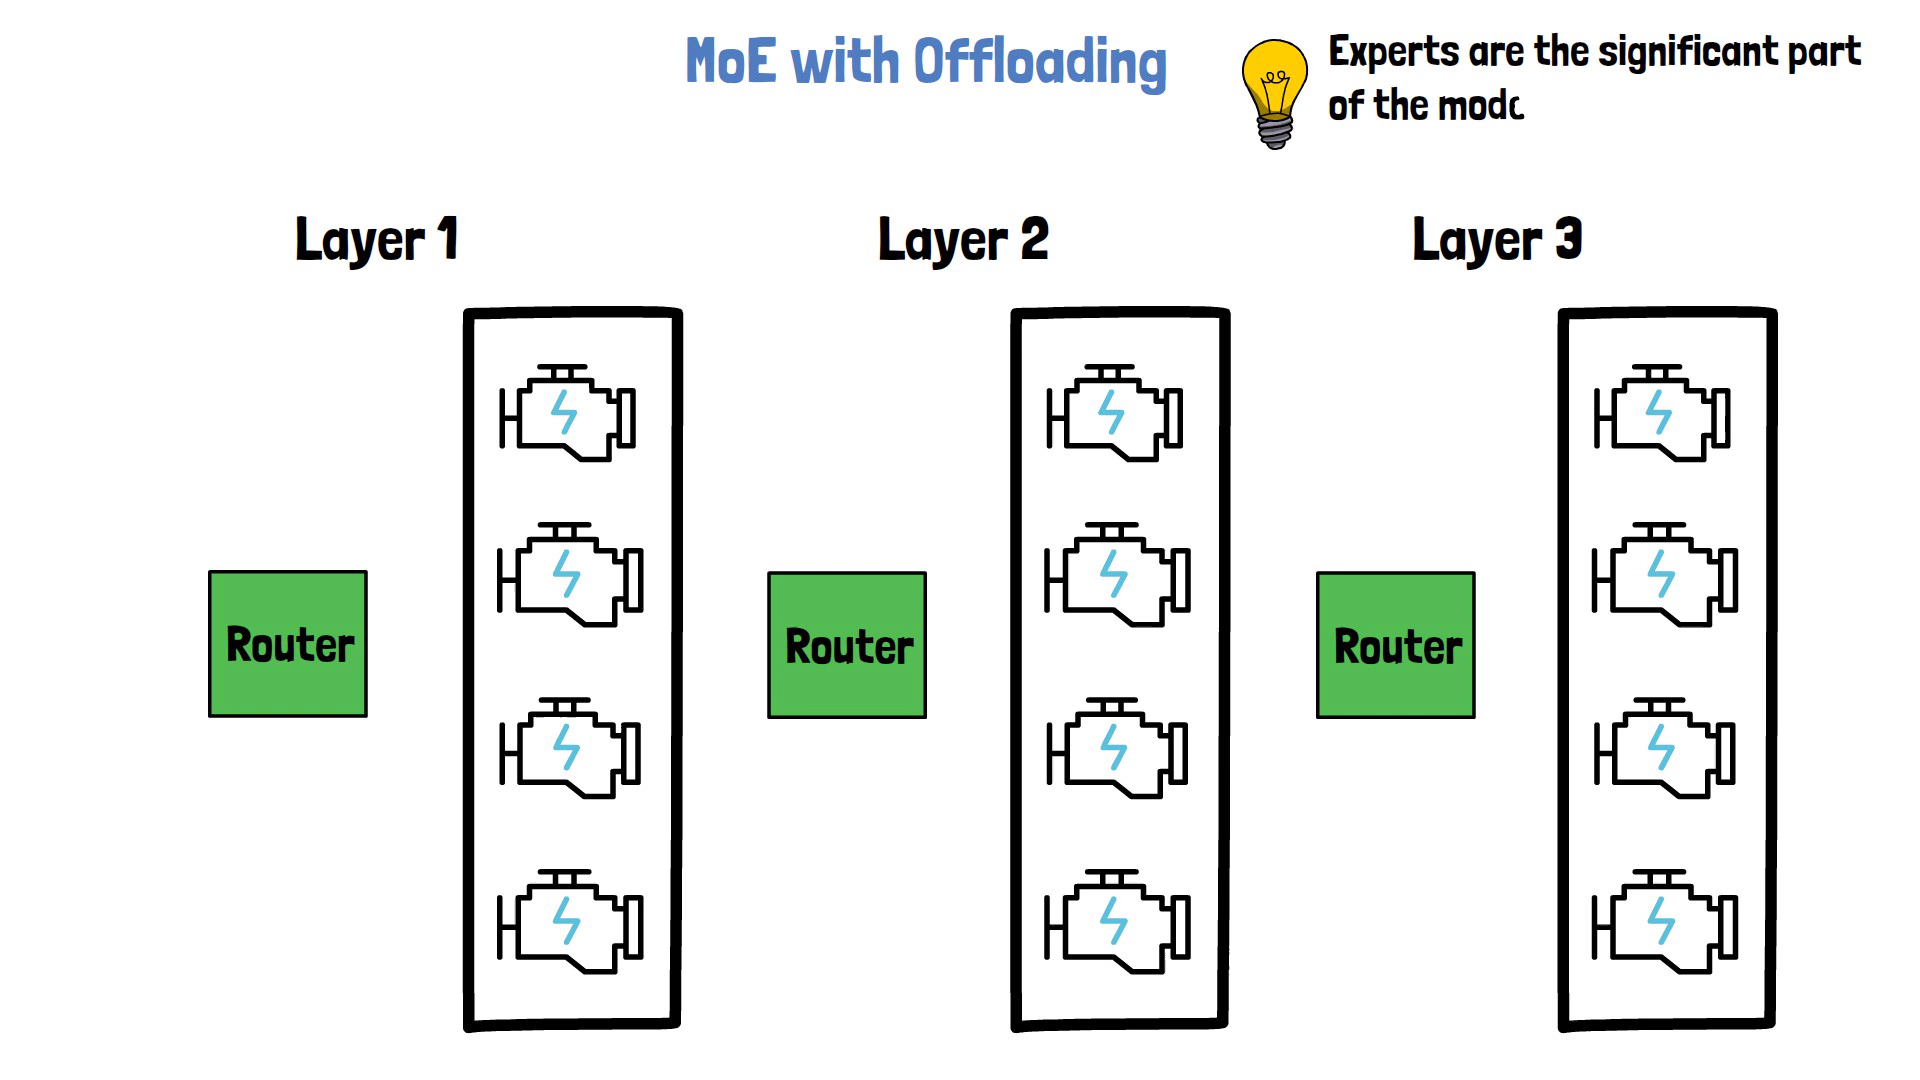 MoE with Offloading
Experts are the significant part
of the mod
Layer 1
Layer 2
Layer 3
Router
Router
Router